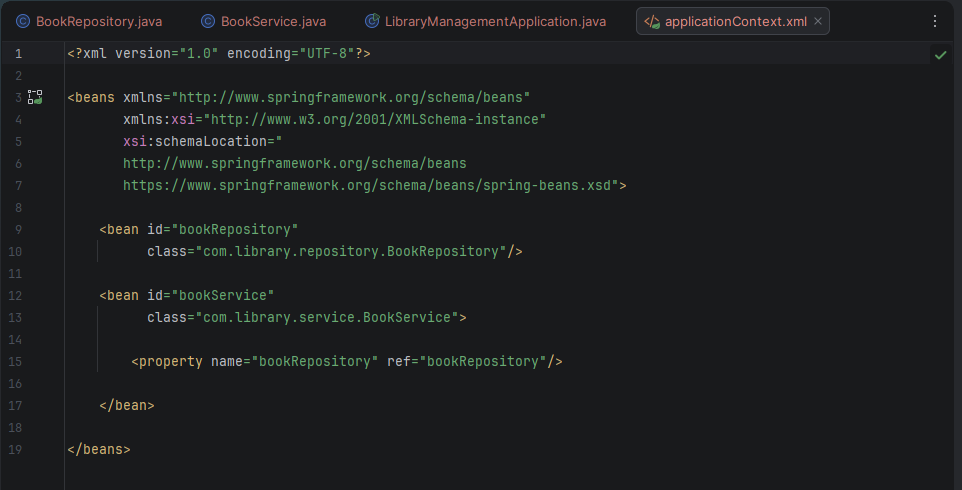 BookRepository.java BookService.java LibraryManagementApplication.java applicationContext.xml
1 <?xml version="1.0" encoding="UTF-8"?>
2
3 <beans xmlns="http://www.springframework.org/schema/beans"
4 xmlns:xsi="http://www.w3.org/2001/XMLSchema-instance"
5 xsi:schemaLocation="
6 http://www.springframework.org/schema/beans
7 https://www.springframework.org/schema/beans/spring-beans.xsd">
8
9 <bean id="bookRepository"
10 class="com.library.repository.BookRepository"/>
11
12 <bean id="bookService"
13 class="com.library.service.BookService">
14
15 <property name="bookRepository" ref="bookRepository"/>
16
17 </bean>
18
19 </beans>